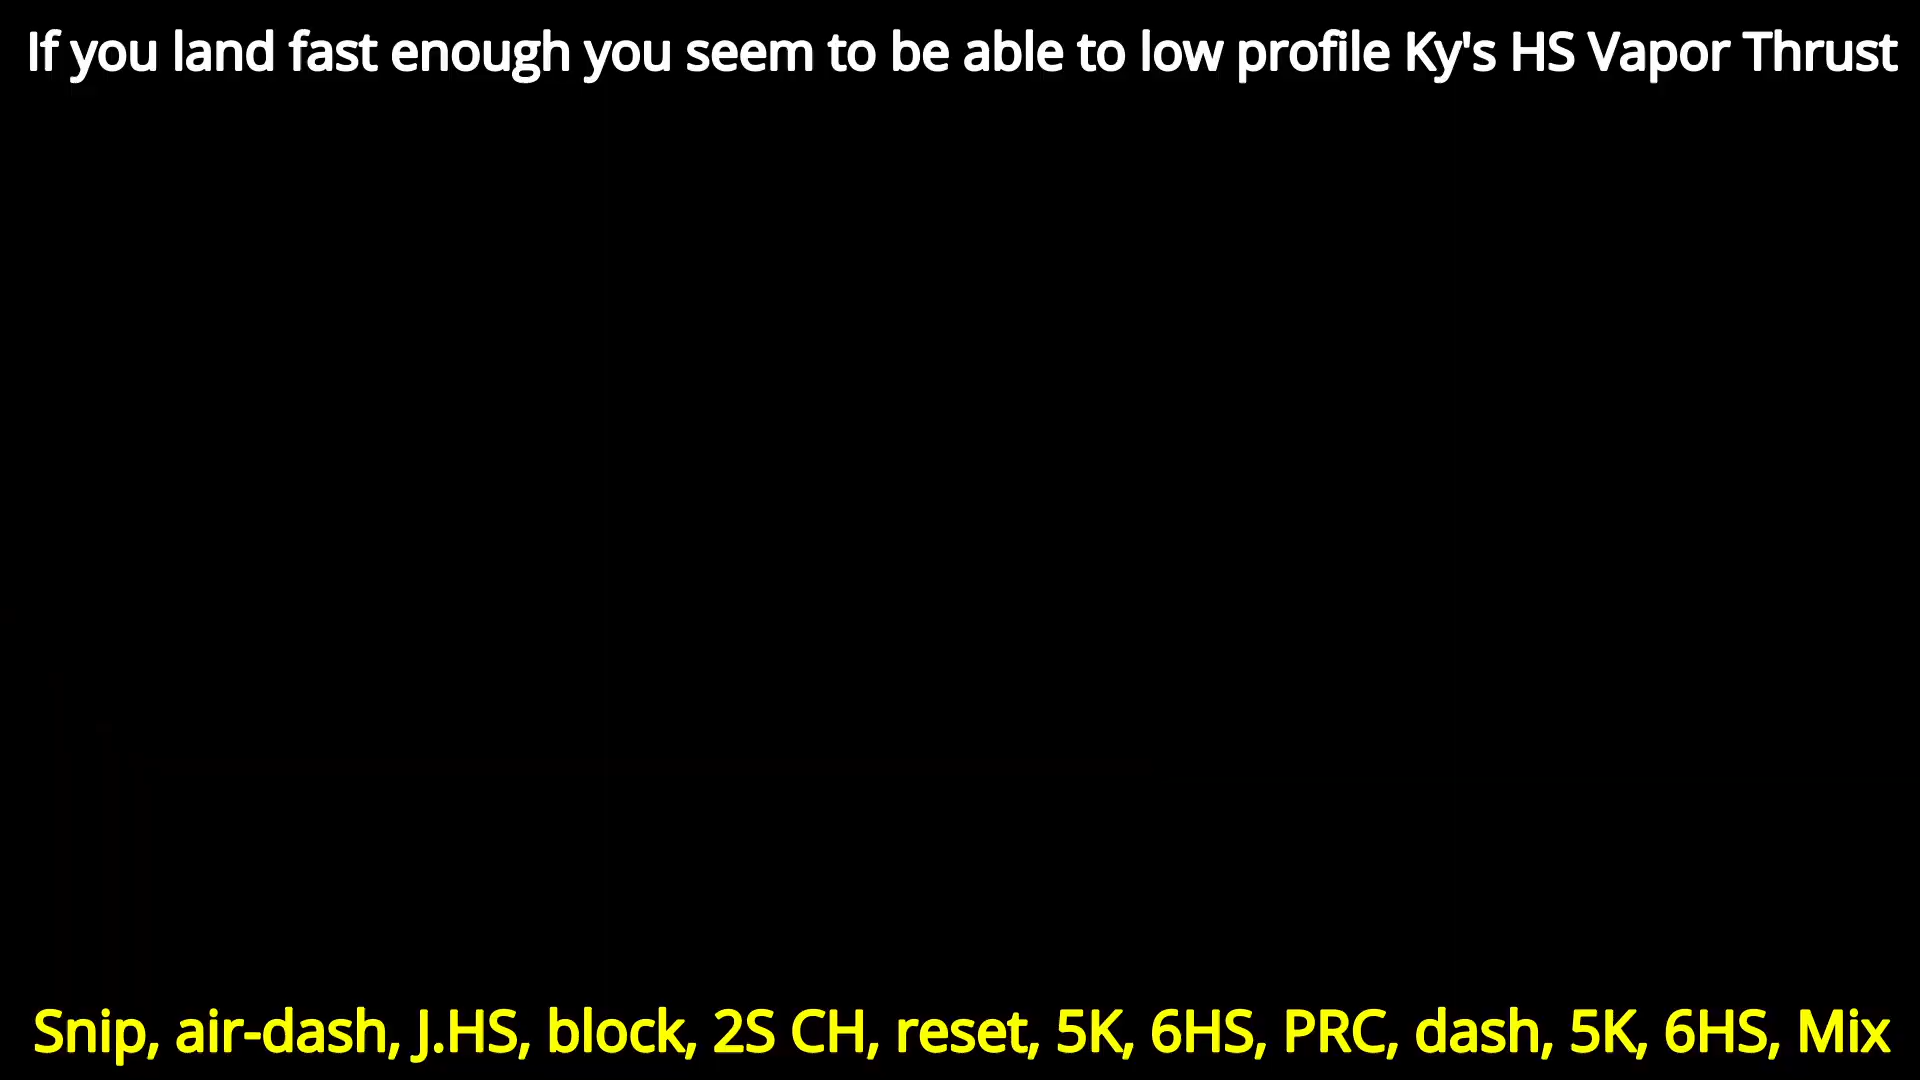 If you land fast enough you seem to be able to low profile Ky's HS Vapor Thrust
Snip, air-dash, J.HS, block, 2S CH, reset, 5K, 6HS, PRC, dash, 5K, 6HS, Mix